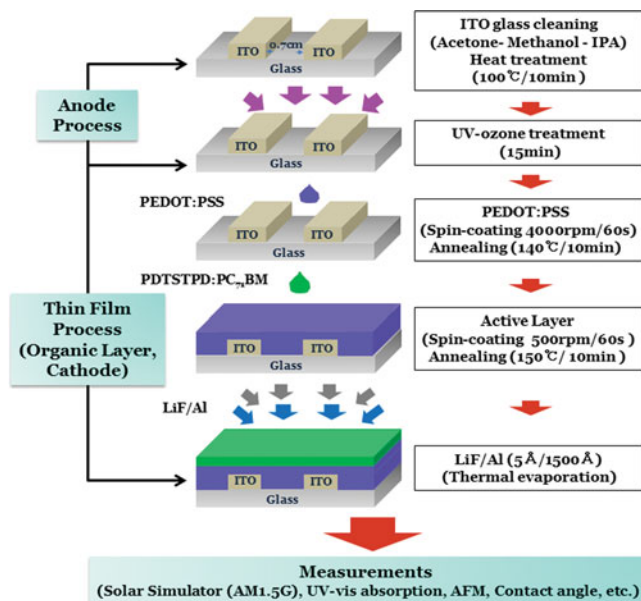 ITO glass cleaning
(Acetone- Methanol - IPA)
Heat treatment
(100℃/10min)
ITO
0.7cm
ITO
Glass
Anode
Process
UV-ozone treatment
(15min)
ITO
ITO
Glass
PEDOT:PSS
PEDOT:PSS
(Spin-coating 4000rpm/60s)
Annealing (140℃/10min)
ITO
ITO
Glass
PDTSTPD:PC₇₁BM
Thin Film
Process
(Organic Layer,
Cathode)
Active Layer
(Spin-coating 500rpm/60s)
Annealing (150℃/ 10min)
ITO
ITO
Glass
LiF/Al
LiF/Al (5Å/1500Å)
(Thermal evaporation)
ITO
ITO
Glass
Measurements
(Solar Simulator (AM1.5G), UV-vis absorption, AFM, Contact angle, etc.)